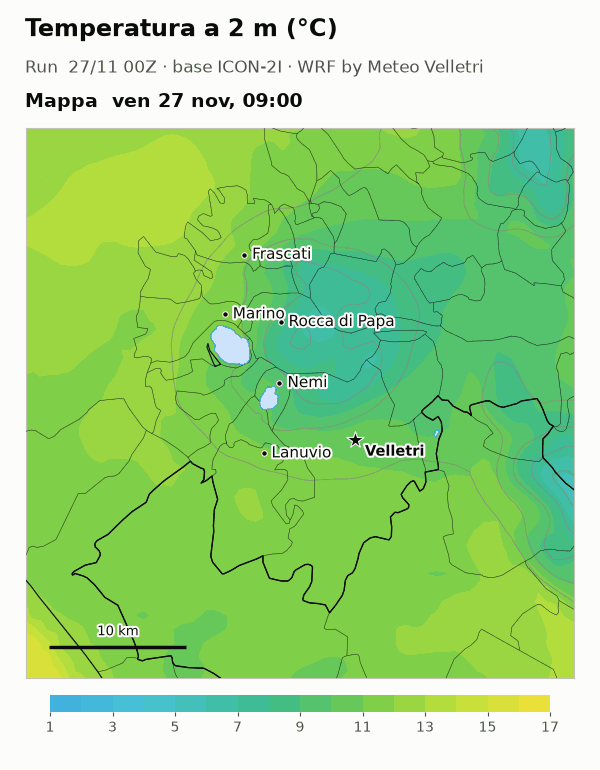 Temperatura a 2 m (°C)
Run  27/11 00Z · base ICON-2I · WRF by Meteo Velletri
Mappa  ven 27 nov, 09:00
Frascati
Marino
Rocca di Papa
Nemi
Velletri
Lanuvio
10 km
1 3 5 7 9 11 13 15 17